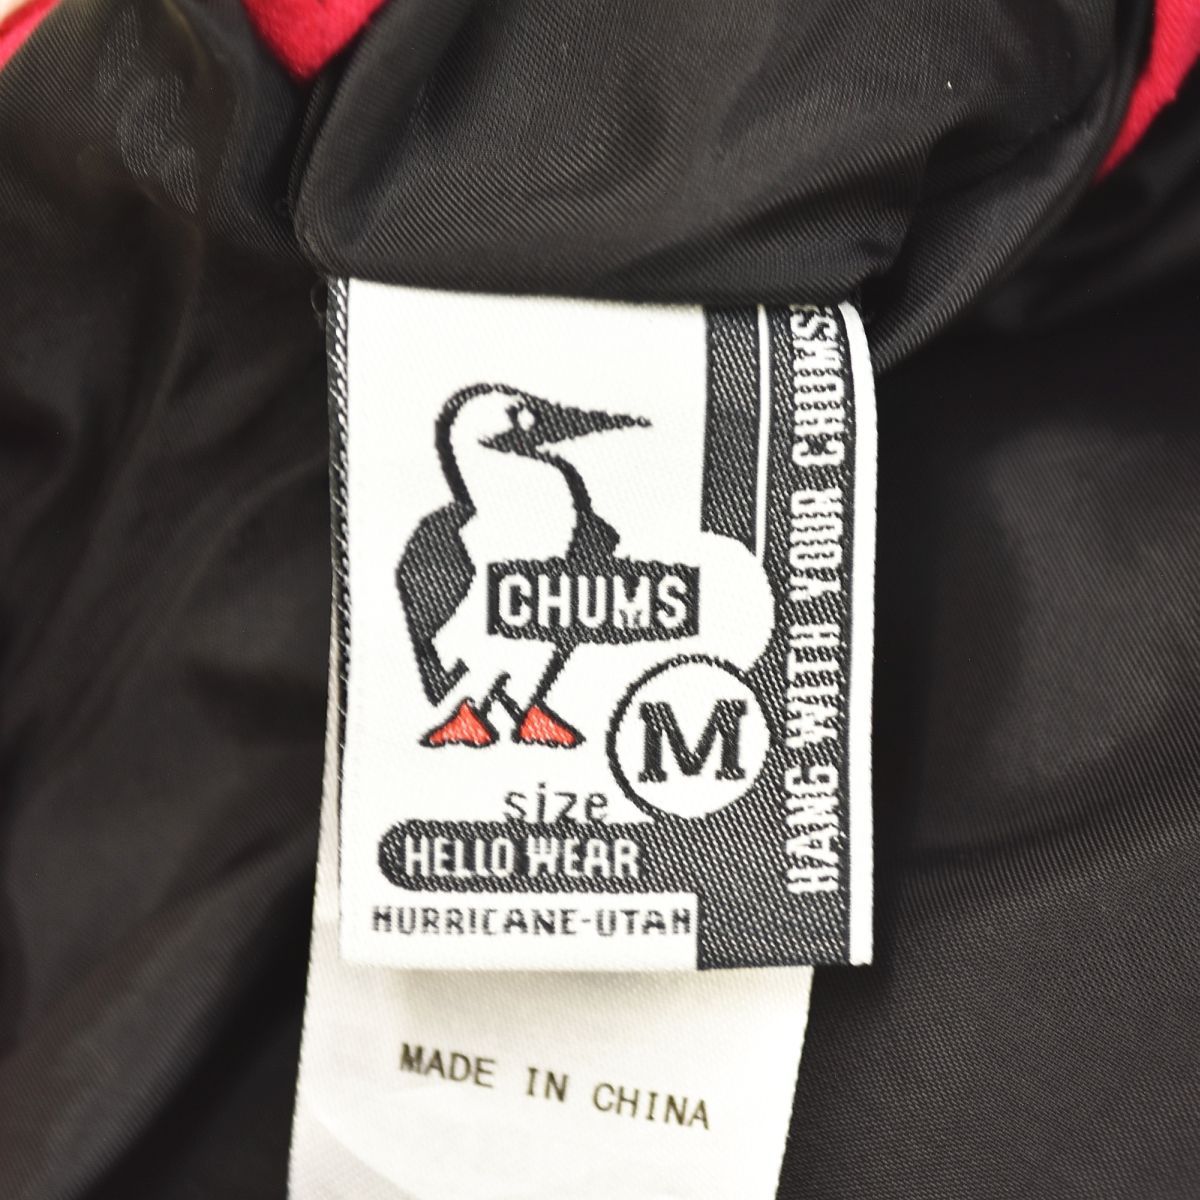 CHUMS
M
size
HELLO WEAR
HURRICANE-UTAH
HANG WITH YOUR CHUMS!
MADE IN CHINA